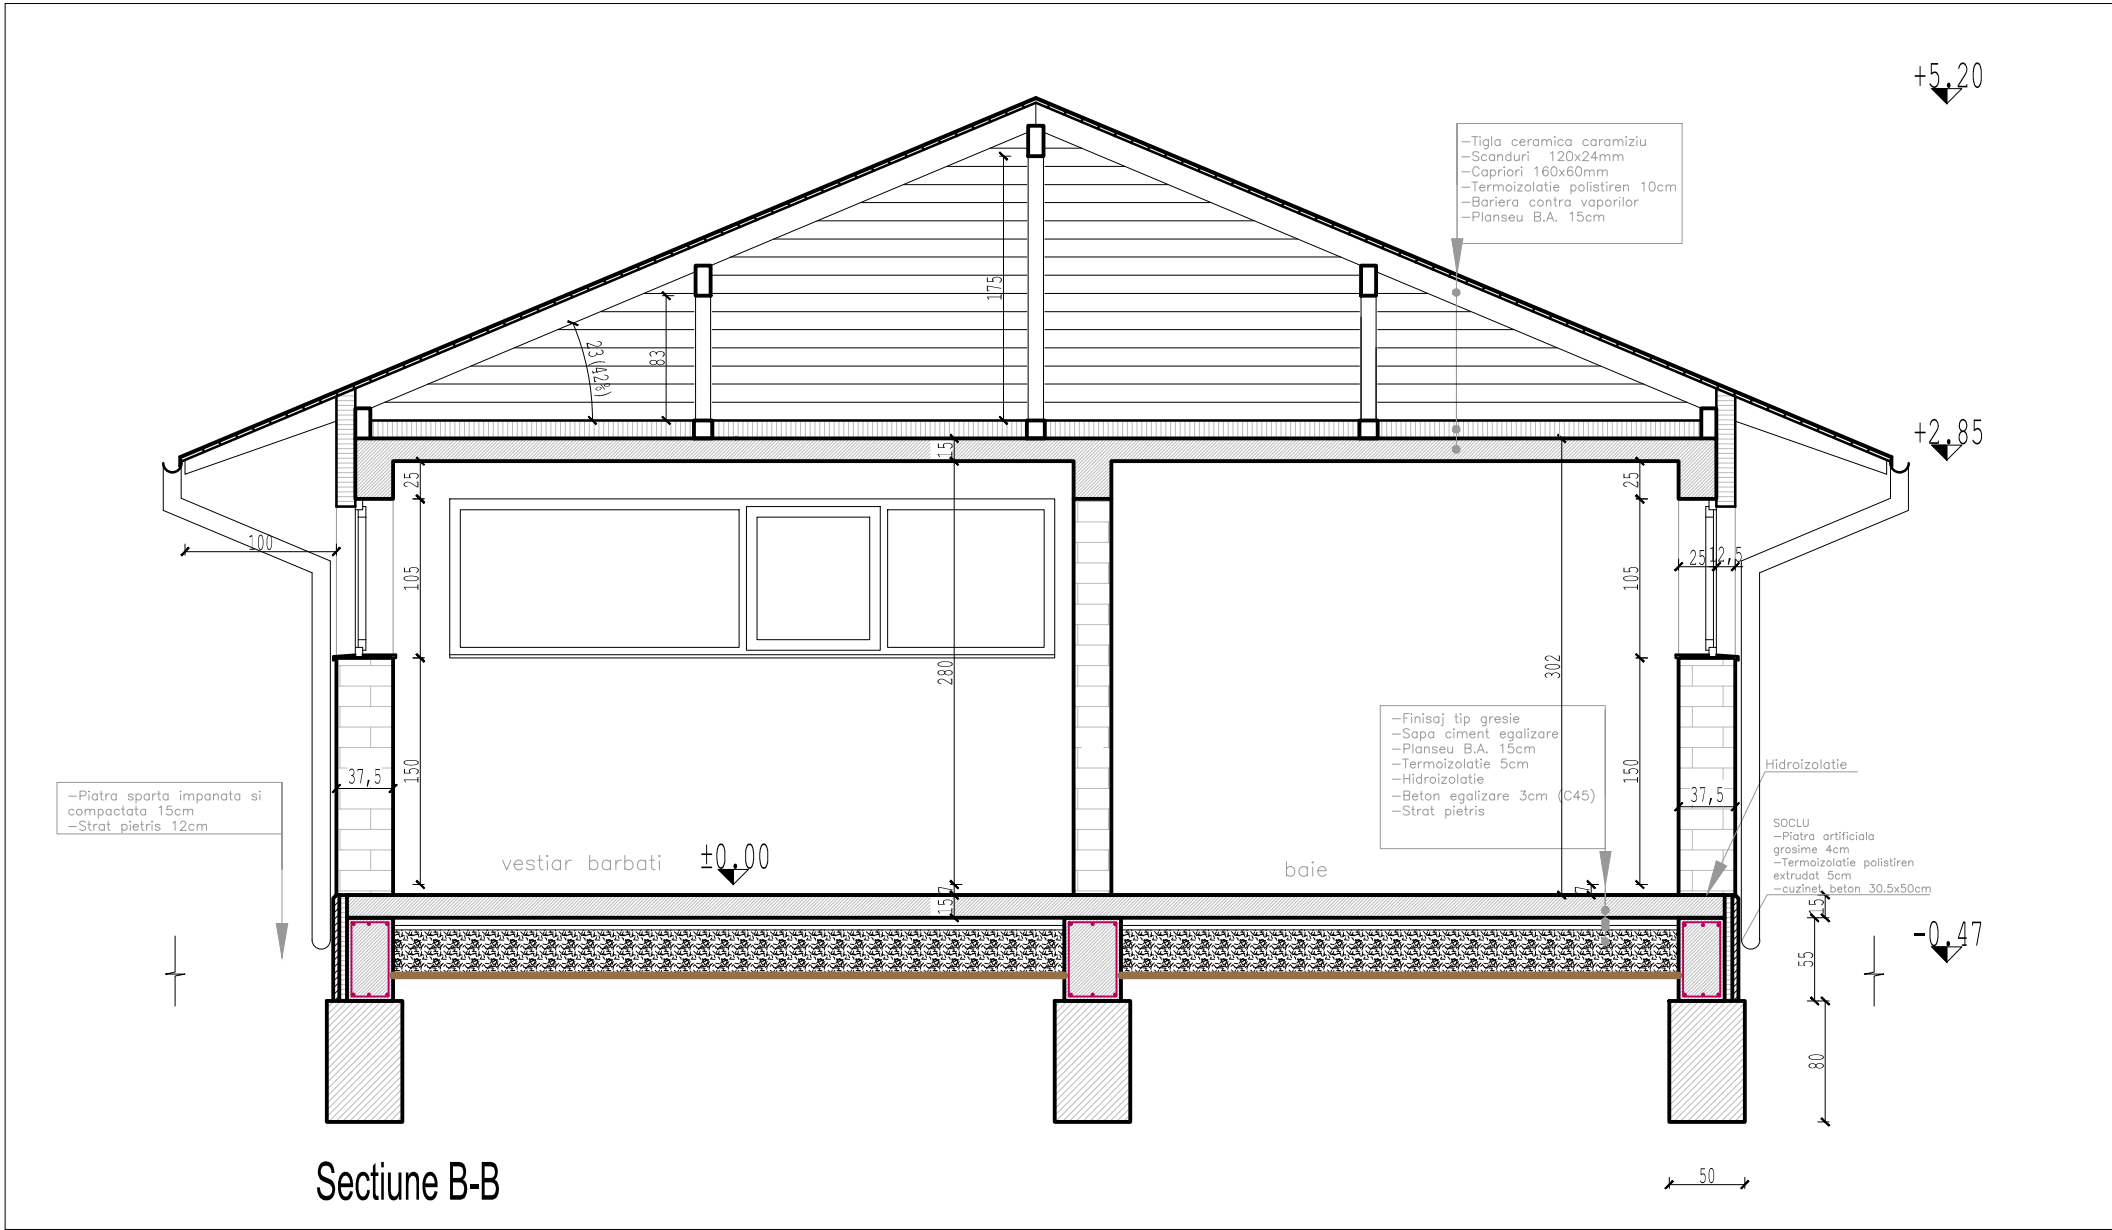 +5.20
-Tigla ceramica caramiziu
-Scanduri 120x24mm
-Capriori 160x60mm
-Termoizolatie polistiren 10cm
-Bariera contra vaporilor
-Planseu B.A. 15cm
175
83
23 (42%)
+2.85
15
25
25
100
105
25
12,5
105
280
302
150
37,5
150
37,5
-Finisaj tip gresie
-Sapa ciment egalizare
-Planseu B.A. 15cm
-Termoizolatie 5cm
-Hidroizolatie
-Beton egalizare 3cm (C45)
-Strat pietris
Hidroizolatie
-Piatra sparta impanata si
compactata 15cm
-Strat pietris 12cm
SOCLU
-Piatra artificiala
grosime 4cm
-Termoizolatie polistiren
extrudat 5cm
-cuzinet beton 30.5x50cm
vestiar barbati
±0.00
baie
7
7
15
15
-0.47
55
80
50
Sectiune B-B